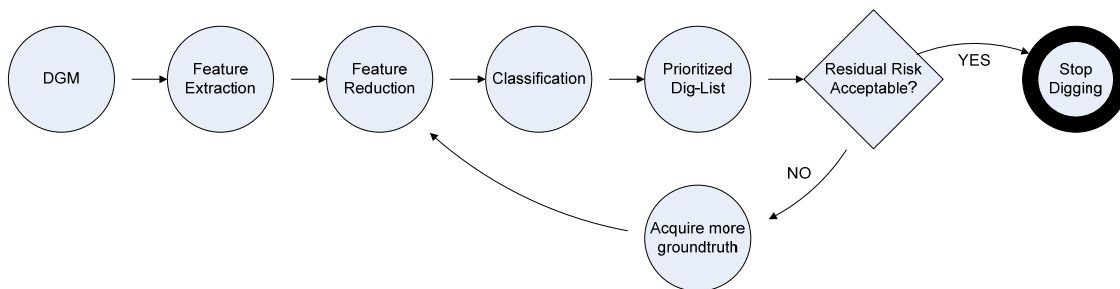 DGM
Feature
Extraction
Feature
Reduction
Classification
Prioritized
Dig-List
Residual Risk
Acceptable?
YES
Stop
Digging
NO
Acquire more
groundtruth